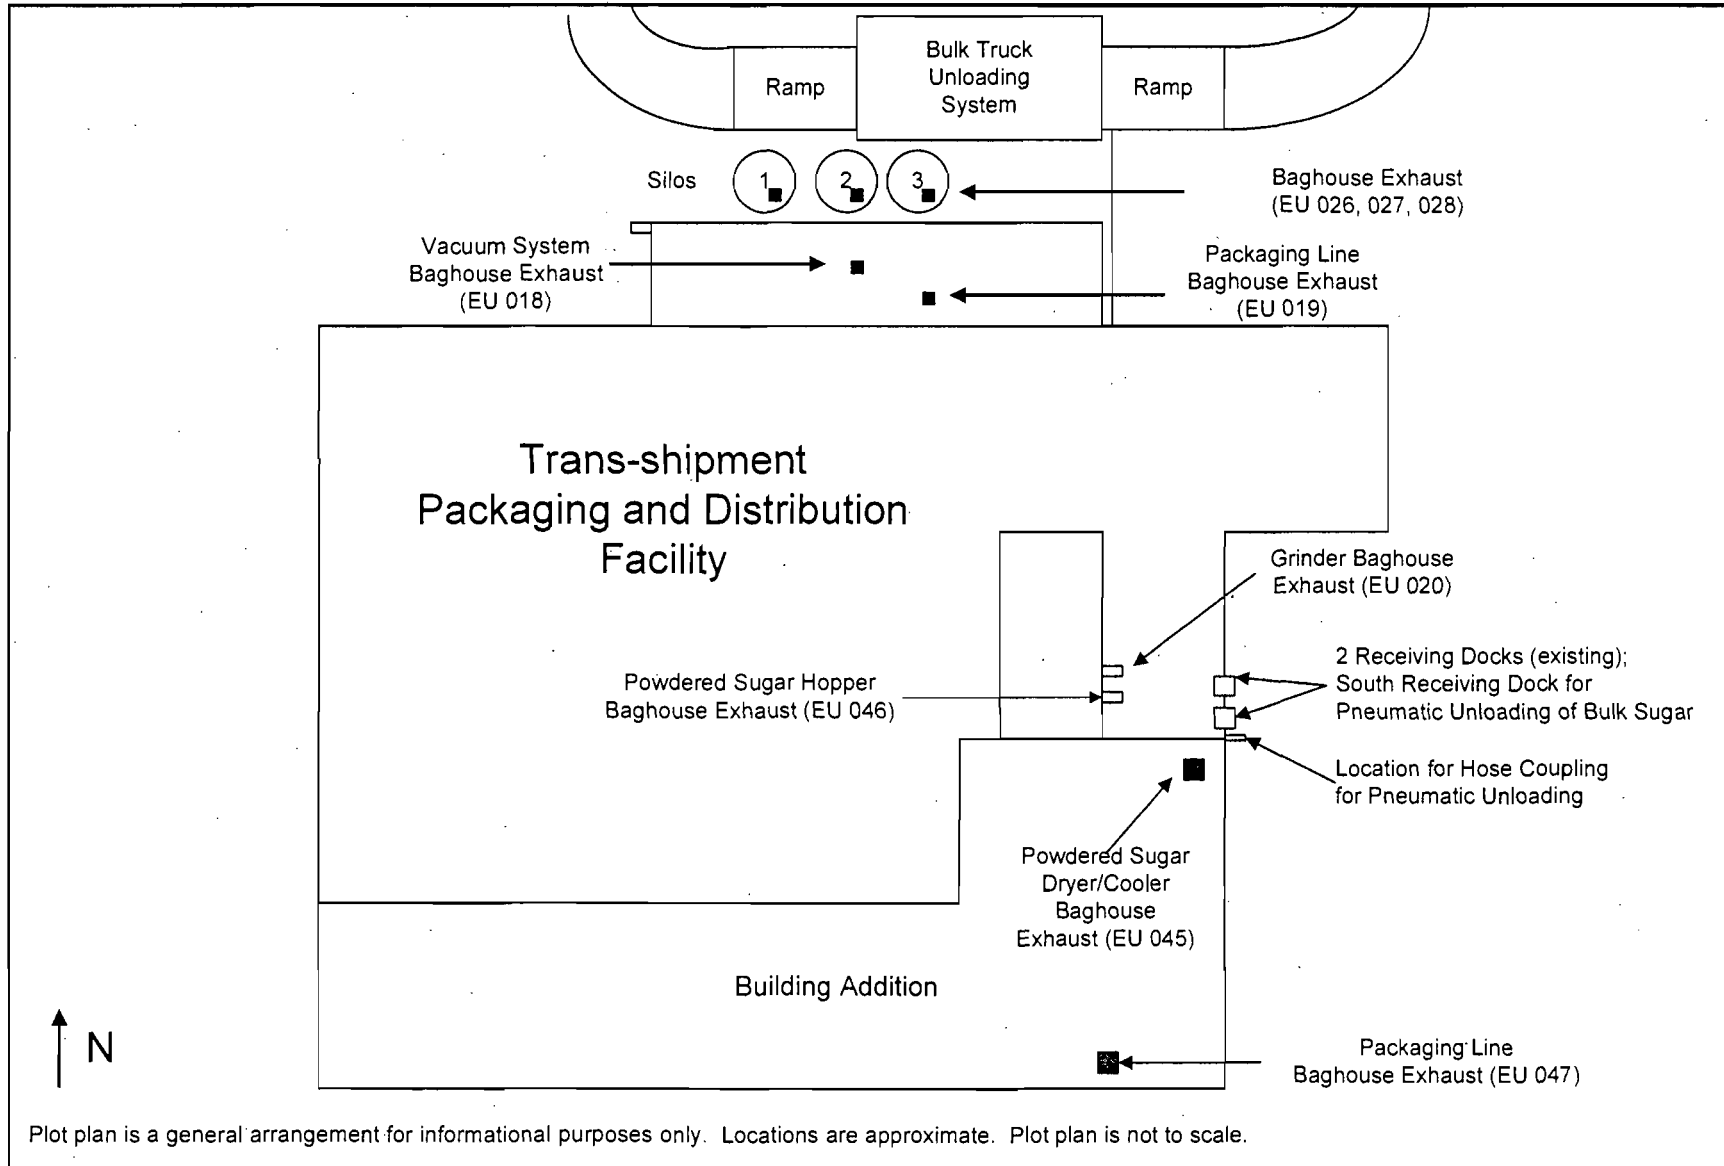 Bulk Truck
Unloading
System
Ramp
Ramp
Silos
1
2
3
Baghouse Exhaust
(EU 026, 027, 028)
Vacuum System
Baghouse Exhaust
(EU 018)
Packaging Line
Baghouse Exhaust
(EU 019)
Trans-shipment
Packaging and Distribution
Facility
Grinder Baghouse
Exhaust (EU 020)
Powdered Sugar Hopper
Baghouse Exhaust (EU 046)
2 Receiving Docks (existing);
South Receiving Dock for
Pneumatic Unloading of Bulk Sugar
Location for Hose Coupling
for Pneumatic Unloading
Powdered Sugar
Dryer/Cooler
Baghouse
Exhaust (EU 045)
Building Addition
N
Packaging Line
Baghouse Exhaust (EU 047)
Plot plan is a general arrangement for informational purposes only. Locations are approximate. Plot plan is not to scale.